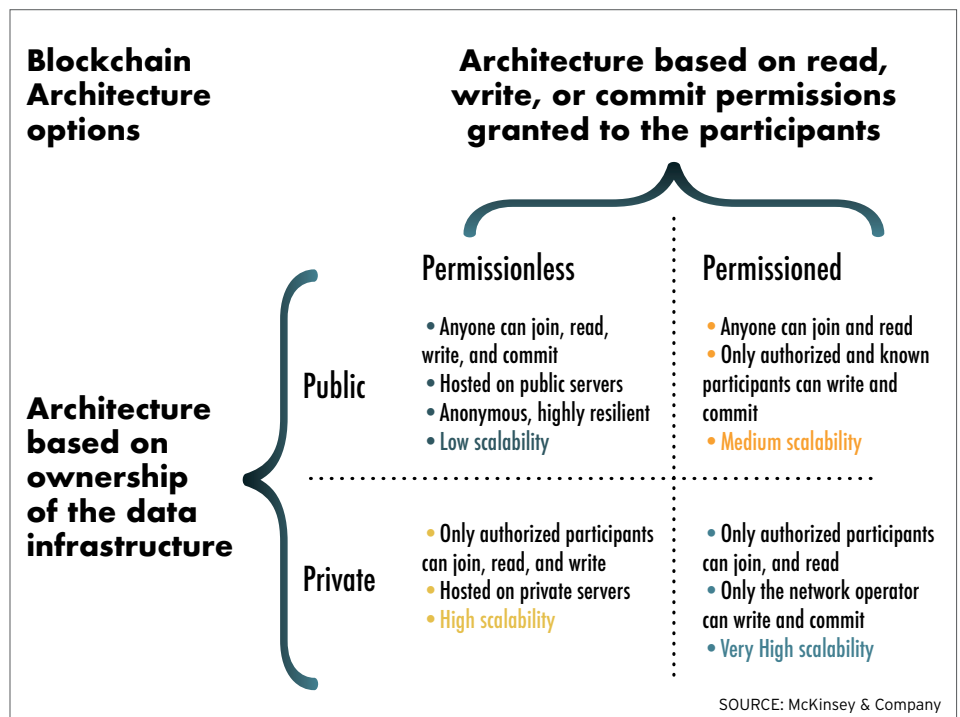 Blockchain
Architecture
options
Architecture based on read,
write, or commit permissions
granted to the participants
Permissionless
Permissioned
Architecture
based on
ownership
of the data
infrastructure
Public
•Anyone can join, read,
write, and commit
•Hosted on public servers
•Anonymous, highly resilient
•Low scalability
•Anyone can join and read
•Only authorized and known
participants can write and
commit
•Medium scalability
Private
•Only authorized participants
can join, read, and write
•Hosted on private servers
•High scalability
•Only authorized participants
can join, and read
•Only the network operator
can write and commit
•Very High scalability
SOURCE: McKinsey & Company